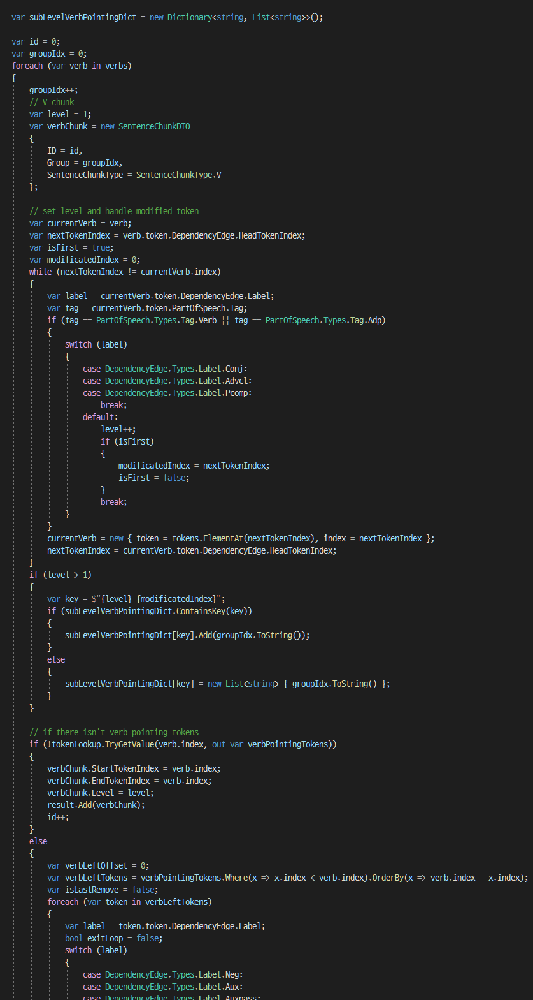 var subLevelVerbPointingDict = new Dictionary<string, List<string>>();
var id = 0;
var groupIdx = 0;
foreach (var verb in verbs)
{
groupIdx++;
// V chunk
var level = 1;
var verbChunk = new SentenceChunkDTO
{
ID = id,
Group = groupIdx,
SentenceChunkType = SentenceChunkType.V
};
// set level and handle modified token
var currentVerb = verb;
var nextTokenIndex = verb.token.DependencyEdge.HeadTokenIndex;
var isFirst = true;
var modificatedIndex = 0;
while (nextTokenIndex != currentVerb.index)
{
var label = currentVerb.token.DependencyEdge.Label;
var tag = currentVerb.token.PartOfSpeech.Tag;
if (tag == PartOfSpeech.Types.Tag.Verb || tag == PartOfSpeech.Types.Tag.Adp)
{
switch (label)
{
case DependencyEdge.Types.Label.Conj:
case DependencyEdge.Types.Label.Advcl:
case DependencyEdge.Types.Label.Pcomp:
break;
default:
level++;
if (isFirst)
{
modificatedIndex = nextTokenIndex;
isFirst = false;
}
break;
}
}
currentVerb = new { token = tokens.ElementAt(nextTokenIndex), index = nextTokenIndex };
nextTokenIndex = currentVerb.token.DependencyEdge.HeadTokenIndex;
}
if (level > 1)
{
var key = $"{level}_{modificatedIndex}";
if (subLevelVerbPointingDict.ContainsKey(key))
{
subLevelVerbPointingDict[key].Add(groupIdx.ToString());
}
else
{
subLevelVerbPointingDict[key] = new List<string> { groupIdx.ToString() };
}
}
// if there isn't verb pointing tokens
if (!tokenLookup.TryGetValue(verb.index, out var verbPointingTokens))
{
verbChunk.StartTokenIndex = verb.index;
verbChunk.EndTokenIndex = verb.index;
verbChunk.Level = level;
result.Add(verbChunk);
id++;
}
else
{
var verbLeftOffset = 0;
var verbLeftTokens = verbPointingTokens.Where(x => x.index < verb.index).OrderBy(x => verb.index - x.index);
var isLastRemove = false;
foreach (var token in verbLeftTokens)
{
var label = token.token.DependencyEdge.Label;
bool exitLoop = false;
switch (label)
{
case DependencyEdge.Types.Label.Neg:
case DependencyEdge.Types.Label.Aux:
case DependencyEdge.Types.Label.Auxpass: